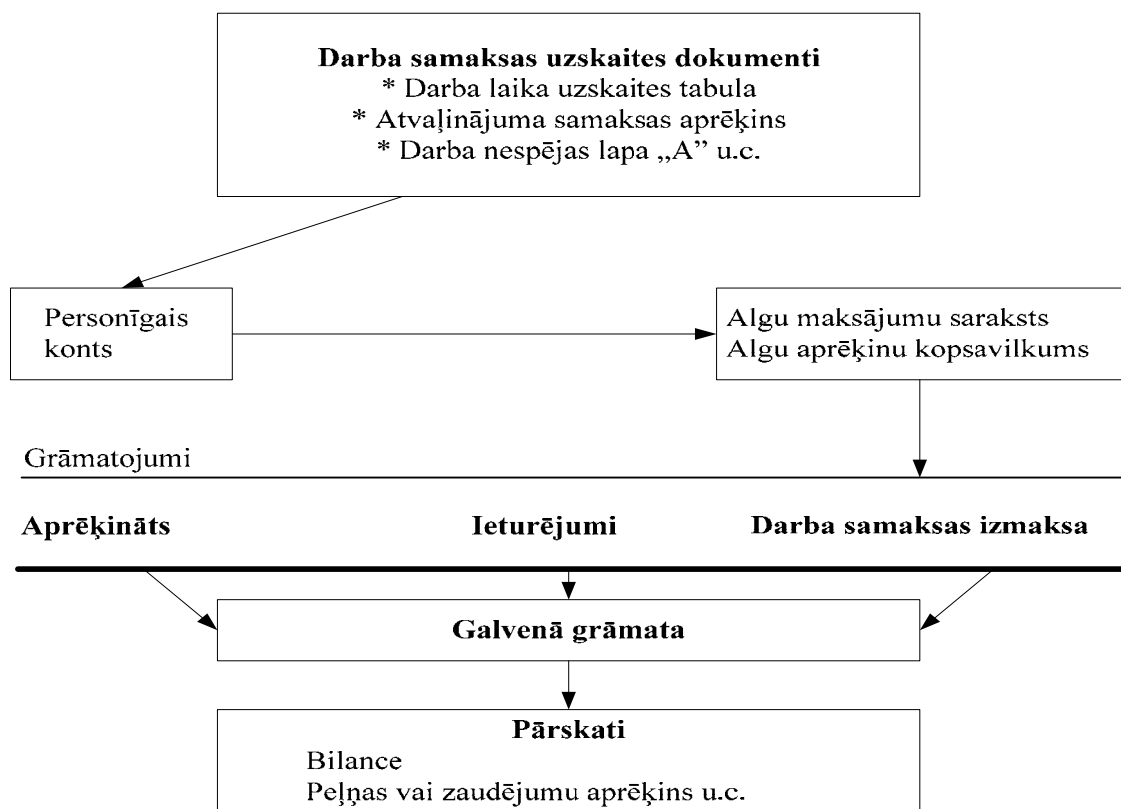 Darba samaksas uzskaites dokumenti
* Darba laika uzskaites tabula
* Atvaļinājuma samaksas aprēķins
* Darba nespējas lapa „A” u.c.
Personīgais
konts
Algu maksājumu saraksts
Algu aprēķinu kopsavilkums
Grāmatojumi
Aprēķināts
Ieturējumi
Darba samaksas izmaksa
Galvenā grāmata
Pārskati
Bilance
Peļņas vai zaudējumu aprēķins u.c.